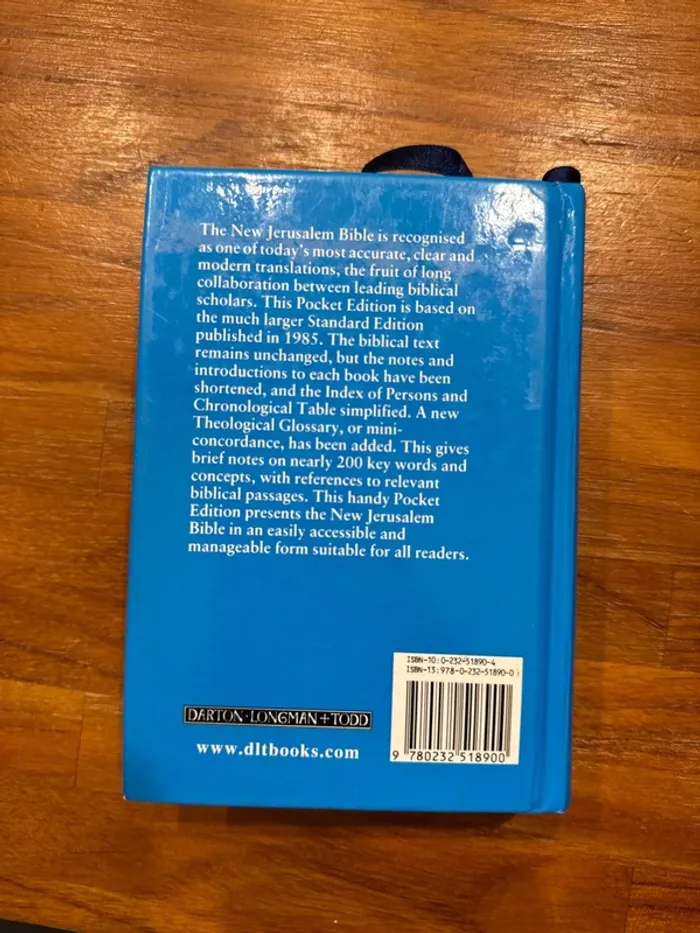 The New Jerusalem Bible is recognised
as one of today's most accurate, clear and
modern translations, the fruit of long
collaboration between leading biblical
scholars. This Pocket Edition is based on
the much larger Standard Edition
published in 1985. The biblical text
remains unchanged, but the notes and
introductions to each book have been
shortened, and the Index of Persons and
Chronological Table simplified. A new
Theological Glossary, or mini-
concordance, has been added. This gives
brief notes on nearly 200 key words and
concepts, with references to relevant
biblical passages. This handy Pocket
Edition presents the New Jerusalem
Bible in an easily accessible and
manageable form suitable for all readers.
ISBN-10: 0-232-51890-4
ISBN-13: 978-0-232-51890-0
9 780232 518900
DARTON·LONGMAN+TODD
www.dltbooks.com